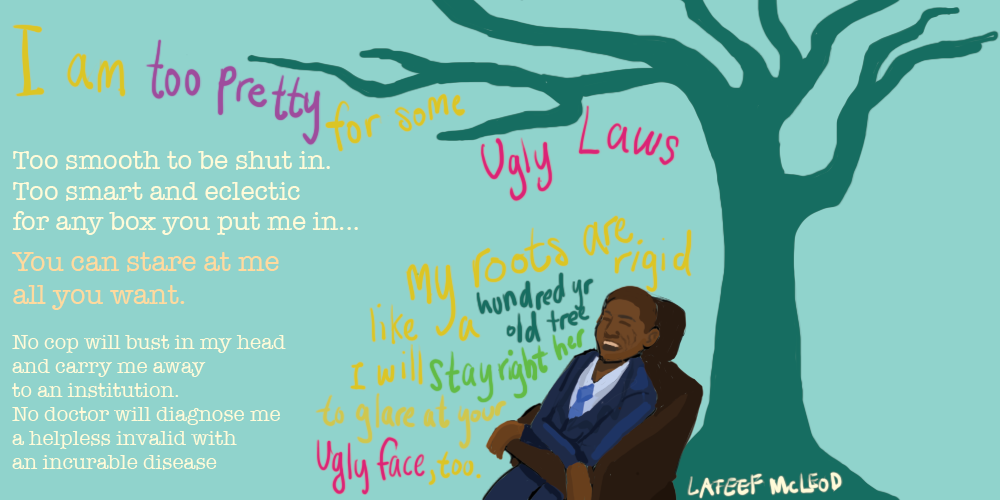 I am too pretty for some
Ugly Laws
Too smooth to be shut in.
Too smart and eclectic
for any box you put me in...
You can stare at me
all you want.
No cop will bust in my head
and carry me away
to an institution.
No doctor will diagnose me
a helpless invalid with
an incurable disease
my roots are rigid
like a hundred yr
old tree
I will stay right her
to glare at your
Ugly face, too.
LATEEF McLEOD